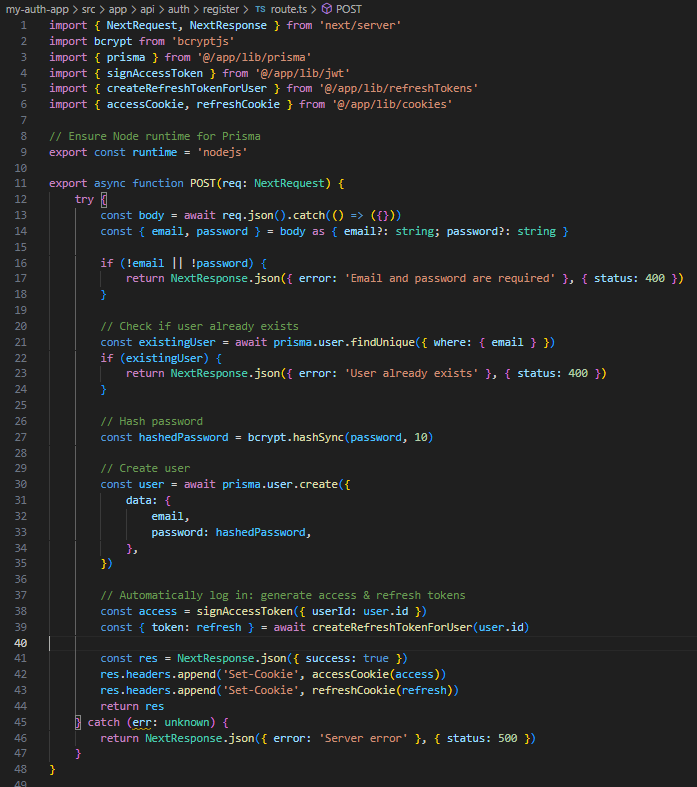 my-auth-app > src > app > api > auth > register > TS route.ts > POST
1 import { NextRequest, NextResponse } from 'next/server'
2 import bcrypt from 'bcryptjs'
3 import { prisma } from '@/app/lib/prisma'
4 import { signAccessToken } from '@/app/lib/jwt'
5 import { createRefreshTokenForUser } from '@/app/lib/refreshTokens'
6 import { accessCookie, refreshCookie } from '@/app/lib/cookies'
7
8 // Ensure Node runtime for Prisma
9 export const runtime = 'nodejs'
10
11 export async function POST(req: NextRequest) {
12     try {
13         const body = await req.json().catch(() => ({}))
14         const { email, password } = body as { email?: string; password?: string }
15
16         if (!email || !password) {
17             return NextResponse.json({ error: 'Email and password are required' }, { status: 400 })
18         }
19
20         // Check if user already exists
21         const existingUser = await prisma.user.findUnique({ where: { email } })
22         if (existingUser) {
23             return NextResponse.json({ error: 'User already exists' }, { status: 400 })
24         }
25
26         // Hash password
27         const hashedPassword = bcrypt.hashSync(password, 10)
28
29         // Create user
30         const user = await prisma.user.create({
31             data: {
32                 email,
33                 password: hashedPassword,
34             },
35         })
36
37         // Automatically log in: generate access & refresh tokens
38         const access = signAccessToken({ userId: user.id })
39         const { token: refresh } = await createRefreshTokenForUser(user.id)
40
41         const res = NextResponse.json({ success: true })
42         res.headers.append('Set-Cookie', accessCookie(access))
43         res.headers.append('Set-Cookie', refreshCookie(refresh))
44         return res
45     } catch (err: unknown) {
46         return NextResponse.json({ error: 'Server error' }, { status: 500 })
47     }
48 }
49